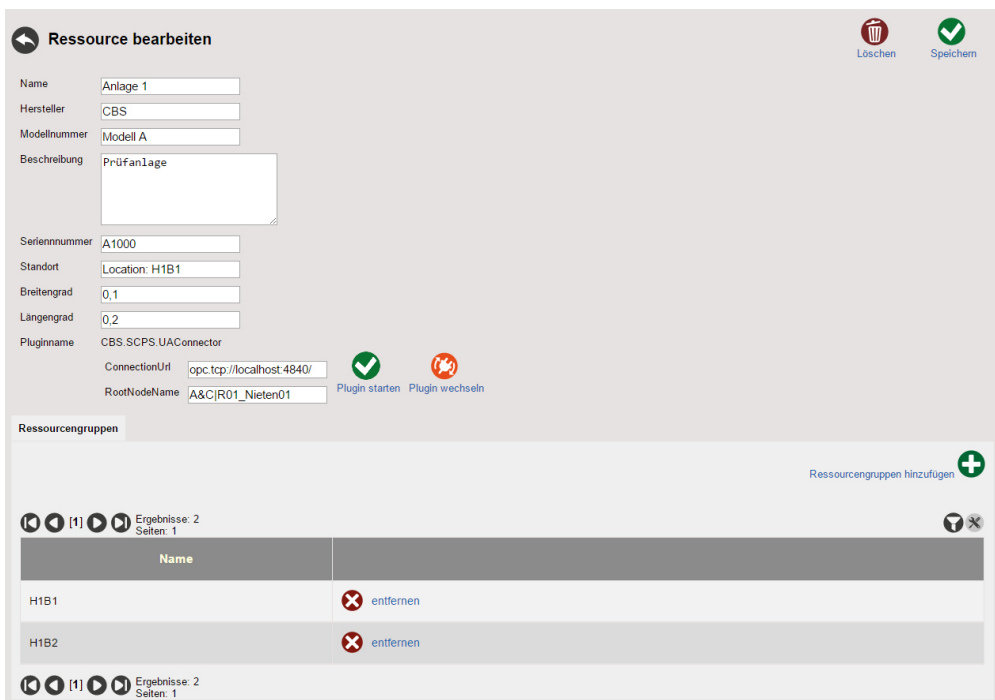 Ressource bearbeiten
Löschen
Speichern
Name Anlage 1
Hersteller CBS
Modellnummer Modell A
Beschreibung Prüfanlage
Seriennnummer A1000
Standort Location: H1B1
Breitengrad 0,1
Längengrad 0,2
Pluginname CBS.SCPS.UAConnector
ConnectionUrl opc.tcp://localhost:4840/
RootNodeName A&C|R01_Nieten01
Plugin starten Plugin wechseln
Ressourcengruppen
Ressourcengruppen hinzufügen
[1] Ergebnisse: 2
Seiten: 1
Name
H1B1 entfernen
H1B2 entfernen
[1] Ergebnisse: 2
Seiten: 1